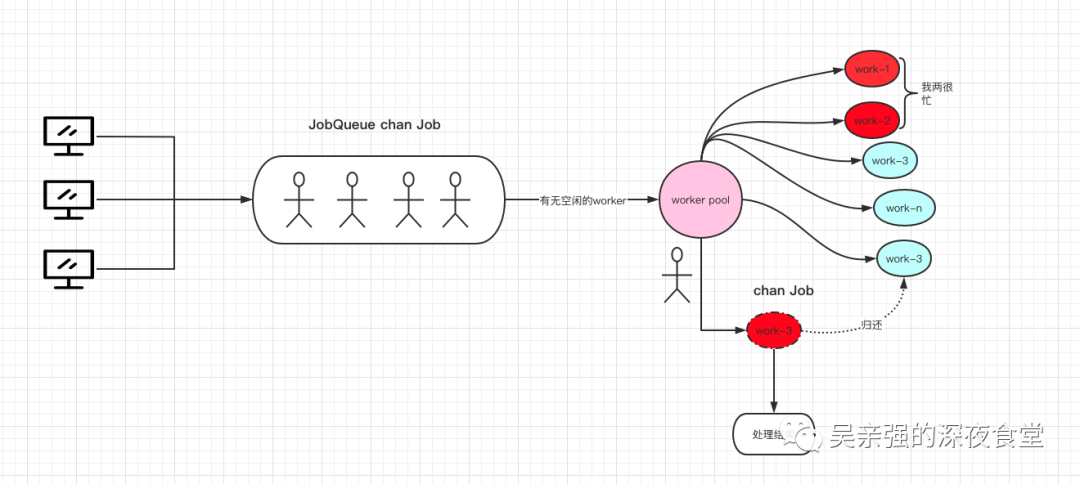 JobQueue chan Job
有无空闲的worker
worker pool
work-1
work-2
我两很
忙
work-3
work-n
work-3
chan Job
work-3
归还
处理结
吴亲强的深夜食堂